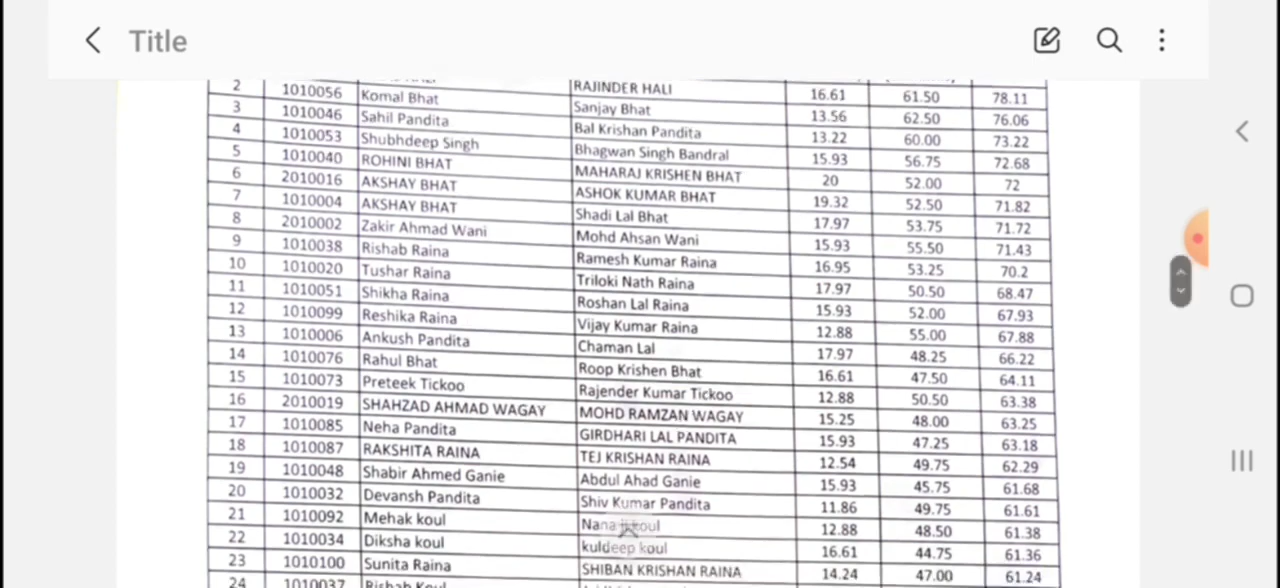 Title
RAJINDER HALI 16.61 61.50 78.11
2 1010056 Komal Bhat Sanjay Bhat 13.56 62.50 76.06
3 1010046 Sahil Pandita Bal Krishan Pandita 13.22 60.00 73.22
4 1010053 Shubhdeep Singh Bhagwan Singh Bandral 15.93 56.75 72.68
5 1010040 ROHINI BHAT MAHARAJ KRISHEN BHAT 20 52.00 72
6 2010016 AKSHAY BHAT ASHOK KUMAR BHAT 19.32 52.50 71.82
7 1010004 AKSHAY BHAT Shadi Lal Bhat 17.97 53.75 71.72
8 2010002 Zakir Ahmad Wani Mohd Ahsan Wani 15.93 55.50 71.43
9 1010038 Rishab Raina Ramesh Kumar Raina 16.95 53.25 70.2
10 1010020 Tushar Raina Triloki Nath Raina 17.97 50.50 68.47
11 1010051 Shikha Raina Roshan Lal Raina 15.93 52.00 67.93
12 1010099 Reshika Raina Vijay Kumar Raina 12.88 55.00 67.88
13 1010006 Ankush Pandita Chaman Lal 17.97 48.25 66.22
14 1010076 Rahul Bhat Roop Krishen Bhat 16.61 47.50 64.11
15 1010073 Preteek Tickoo Rajender Kumar Tickoo 12.88 50.50 63.38
16 2010019 SHAHZAD AHMAD WAGAY MOHD RAMZAN WAGAY 15.25 48.00 63.25
17 1010085 Neha Pandita GIRDHARI LAL PANDITA 15.93 47.25 63.18
18 1010087 RAKSHITA RAINA TEJ KRISHAN RAINA 12.54 49.75 62.29
19 1010048 Shabir Ahmed Ganie Abdul Ahad Ganie 15.93 45.75 61.68
20 1010032 Devansh Pandita Shiv Kumar Pandita 11.86 49.75 61.61
21 1010092 Mehak koul koul 12.88 48.50 61.38
22 1010034 Diksha koul kuldeep koul 16.61 44.75 61.36
23 1010100 Sunita Raina SHIBAN KRISHAN RAINA 14.24 47.00 61.24
24 1010037